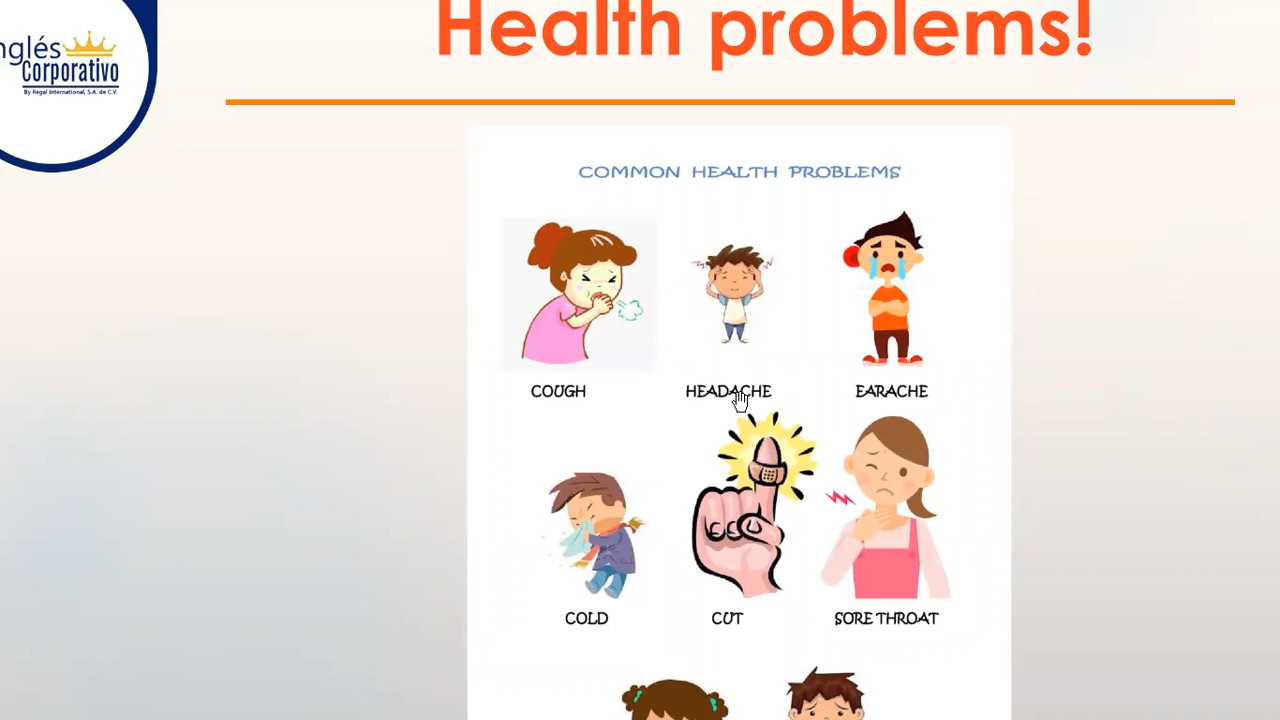 Health problems!
nglés
Corporativo
By Regal International, S.A. de C.V.
COMMON HEALTH PROBLEMS
COUGH HEADACHE EARACHE
COLD CUT SORE THROAT